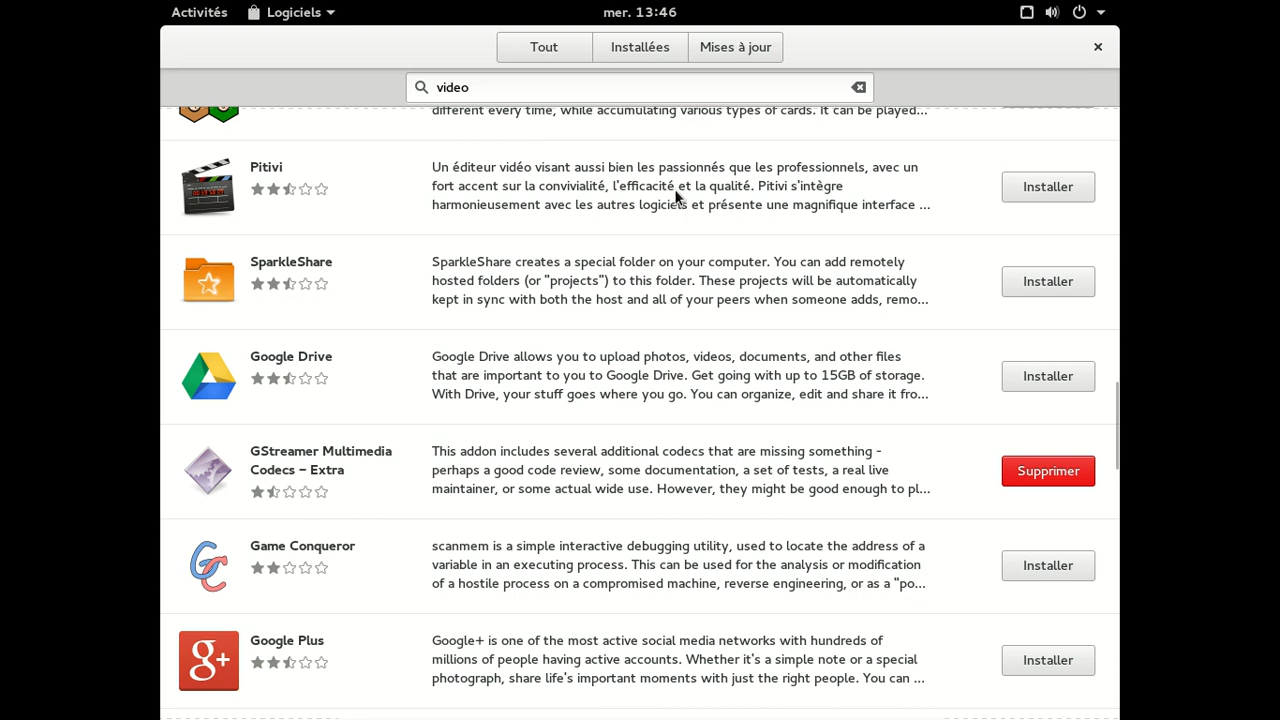 Activités
Logiciels
mer. 13:46
Tout
Installées
Mises à jour
video
different every time, while accumulating various types of cards. It can be played...
Pitivi
Un éditeur vidéo visant aussi bien les passionnés que les professionnels, avec un
fort accent sur la convivialité, l'efficacité et la qualité. Pitivi s'intègre
harmonieusement avec les autres logiciels et présente une magnifique interface ...
Installer
SparkleShare
SparkleShare creates a special folder on your computer. You can add remotely
hosted folders (or "projects") to this folder. These projects will be automatically
kept in sync with both the host and all of your peers when someone adds, remo...
Installer
Google Drive
Google Drive allows you to upload photos, videos, documents, and other files
that are important to you to Google Drive. Get going with up to 15GB of storage.
With Drive, your stuff goes where you go. You can organize, edit and share it fro...
Installer
GStreamer Multimedia
Codecs – Extra
This addon includes several additional codecs that are missing something -
perhaps a good code review, some documentation, a set of tests, a real live
maintainer, or some actual wide use. However, they might be good enough to pl...
Supprimer
Game Conqueror
scanmem is a simple interactive debugging utility, used to locate the address of a
variable in an executing process. This can be used for the analysis or modification
of a hostile process on a compromised machine, reverse engineering, or as a "po...
Installer
Google Plus
g+
Google+ is one of the most active social media networks with hundreds of
millions of people having active accounts. Whether it's a simple note or a special
photograph, share life's important moments with just the right people. You can ...
Installer